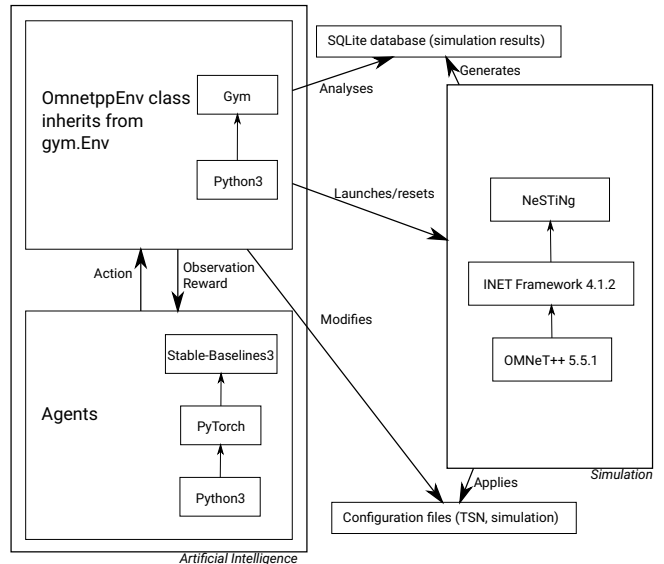 SQLite database (simulation results)
Analyses
Generates
OmnetppEnv class
inherits from
gym.Env
Gym
Python3
Launches/resets
NeSTiNg
INET Framework 4.1.2
OMNeT++ 5.5.1
Action
Observation
Reward
Modifies
Agents
Stable-Baselines3
PyTorch
Python3
Simulation
Applies
Configuration files (TSN, simulation)
Artificial Intelligence